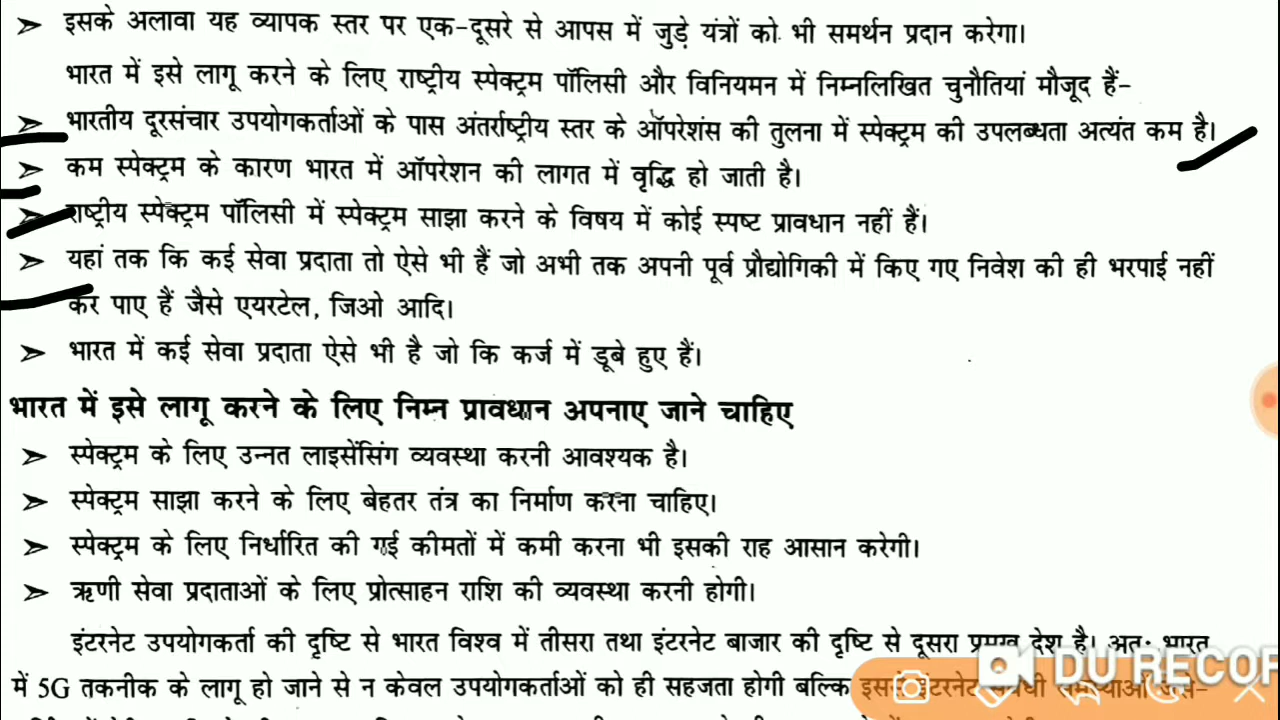 ➢ इसके अलावा यह व्यापक स्तर पर एक-दूसरे से आपस में जुड़े यंत्रों को भी समर्थन प्रदान करेगा।
भारत में इसे लागू करने के लिए राष्ट्रीय स्पेक्ट्रम पॉलिसी और विनियमन में निम्नलिखित चुनौतियां मौजूद हैं-
➢ भारतीय दूरसंचार उपयोगकर्ताओं के पास अंतर्राष्ट्रीय स्तर के ऑपरेशंस की तुलना में स्पेक्ट्रम की उपलब्धता अत्यंत कम है।
➢ कम स्पेक्ट्रम के कारण भारत में ऑपरेशन की लागत में वृद्धि हो जाती है।
➢ राष्ट्रीय स्पेक्ट्रम पॉलिसी में स्पेक्ट्रम साझा करने के विषय में कोई स्पष्ट प्रावधान नहीं हैं।
➢ यहां तक कि कई सेवा प्रदाता तो ऐसे भी हैं जो अभी तक अपनी पूर्व प्रौद्योगिकी में किए गए निवेश की ही भरपाई नहीं
कर पाए हैं जैसे एयरटेल, जिओ आदि।
➢ भारत में कई सेवा प्रदाता ऐसे भी है जो कि कर्ज में डूबे हुए हैं।
भारत में इसे लागू करने के लिए निम्न प्रावधान अपनाए जाने चाहिए
➢ स्पेक्ट्रम के लिए उन्नत लाइसेंसिंग व्यवस्था करनी आवश्यक है।
➢ स्पेक्ट्रम साझा करने के लिए बेहतर तंत्र का निर्माण करना चाहिए।
➢ स्पेक्ट्रम के लिए निर्धारित की गई कीमतों में कमी करना भी इसकी राह आसान करेगी।
➢ ऋणी सेवा प्रदाताओं के लिए प्रोत्साहन राशि की व्यवस्था करनी होगी।
इंटरनेट उपयोगकर्ता की दृष्टि से भारत विश्व में तीसरा तथा इंटरनेट बाजार की दृष्टि से दूसरा प्रमुख देश है। अतः भारत
में 5G तकनीक के लागू हो जाने से न केवल उपयोगकर्ताओं को ही सहजता होगी बल्कि
DU RECOR